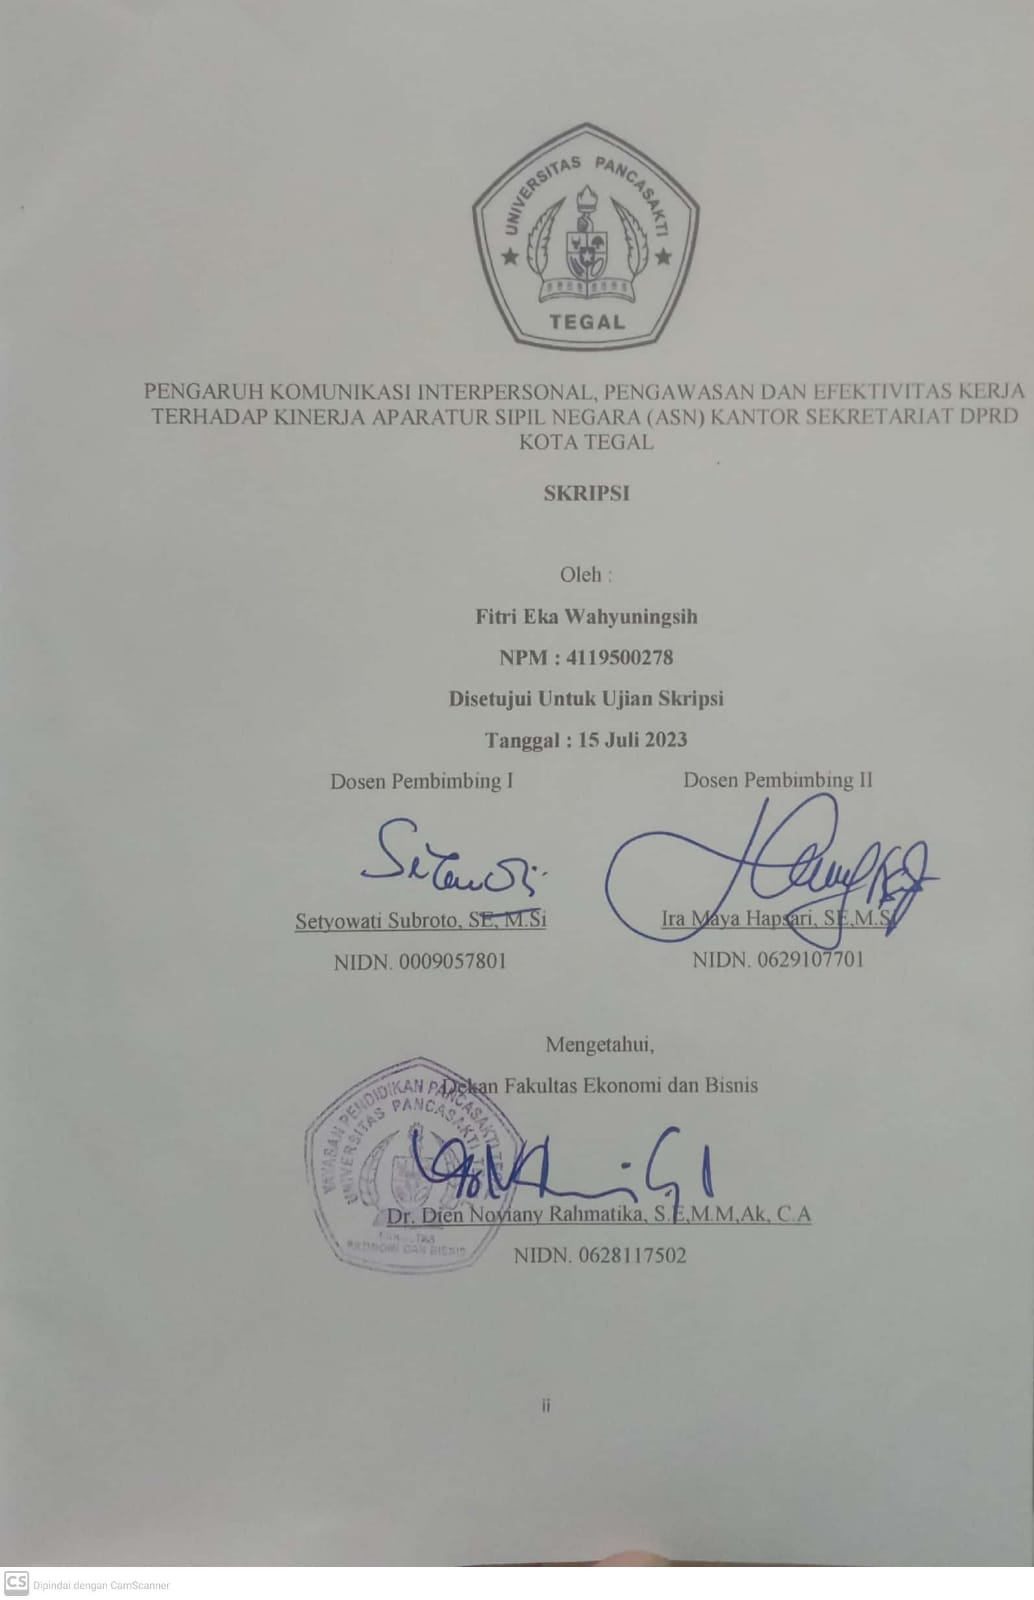 UNIVERSITAS PANCASAKTI
TEGAL
PENGARUH KOMUNIKASI INTERPERSONAL, PENGAWASAN DAN EFEKTIVITAS KERJA
TERHADAP KINERJA APARATUR SIPIL NEGARA (ASN) KANTOR SEKRETARIAT DPRD
KOTA TEGAL
SKRIPSI
Oleh :
Fitri Eka Wahyuningsih
NPM : 4119500278
Disetujui Untuk Ujian Skripsi
Tanggal : 15 Juli 2023
Dosen Pembimbing I
Dosen Pembimbing II
Setyowati Subroto, SE, M.Si
Ira Maya Hapsari, SE,M.Si
NIDN. 0009057801
NIDN. 0629107701
Mengetahui,
Dekan Fakultas Ekonomi dan Bisnis
YAYASAN PENDIDIKAN PANCASAKTI
UNIVERSITAS PANCASAKTI
FAKULTAS
EKONOMI DAN BISNIS
Dr. Dien Noviany Rahmatika, S.E,M.M,Ak, C.A
NIDN. 0628117502
ii
CS Dipindai dengan CamScanner